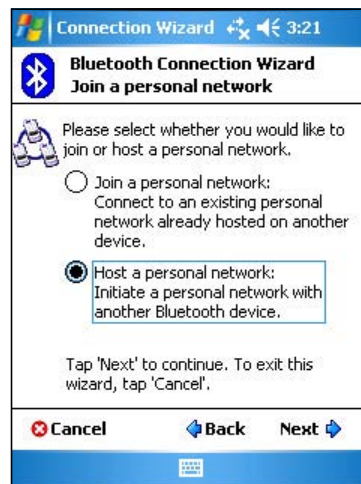 Connection Wizard 3:21
Bluetooth Connection
Wizard
Join a personal network
Please select whether you would like to
join or host a personal network.
Join a personal network:
Connect to an existing personal
network already hosted on another
device.
Host a personal network:
Initiate a personal network with
another Bluetooth device.
Tap 'Next' to continue. To exit this
wizard, tap 'Cancel'.
Cancel Back Next